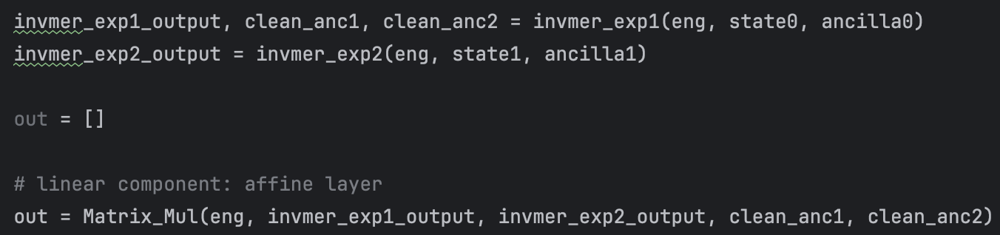 invmer_exp1_output, clean_anc1, clean_anc2 = invmer_exp1(eng, state0, ancilla0)
invmer_exp2_output = invmer_exp2(eng, state1, ancilla1)
out = []
# linear component: affine layer
out = Matrix_Mul(eng, invmer_exp1_output, invmer_exp2_output, clean_anc1, clean_anc2)